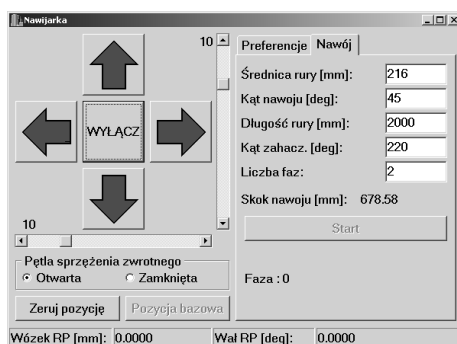 Nawijarka
10
WYŁĄCZ
10
Pętla sprzężenia zwrotnego
Otwarta Zamknięta
Zeruj pozycję Pozycja bazowa
Preferencje Nawój
Średnica rury [mm]: 216
Kąt nawoju [deg]: 45
Długość rury [mm]: 2000
Kąt zahacz. [deg]: 220
Liczba faz: 2
Skok nawoju [mm]: 678.58
Start
Faza : 0
Wózek RP [mm]: 0.0000 Wał RP [deg]: 0.0000